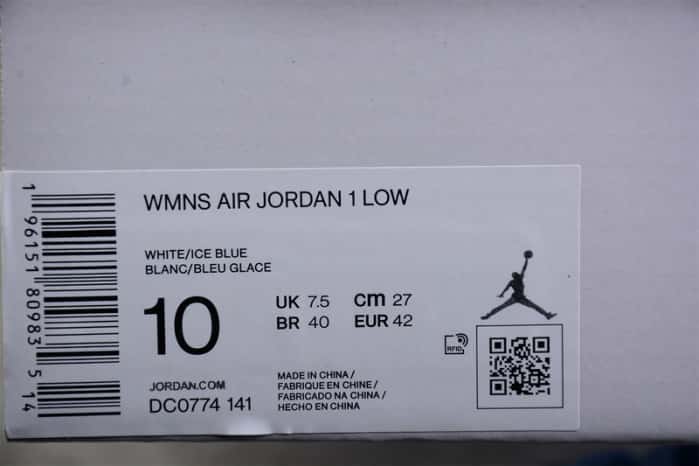 WMNS AIR JORDAN 1 LOW
WHITE/ICE BLUE
BLANC/BLEU GLACE
10
UK 7.5 cm 27
BR 40 EUR 42
RFID
JORDAN.COM
DC0774 141
MADE IN CHINA /
FABRIQUE EN CHINE /
FABRICADO NA CHINA /
HECHO EN CHINA
1 96151 80983 5 14